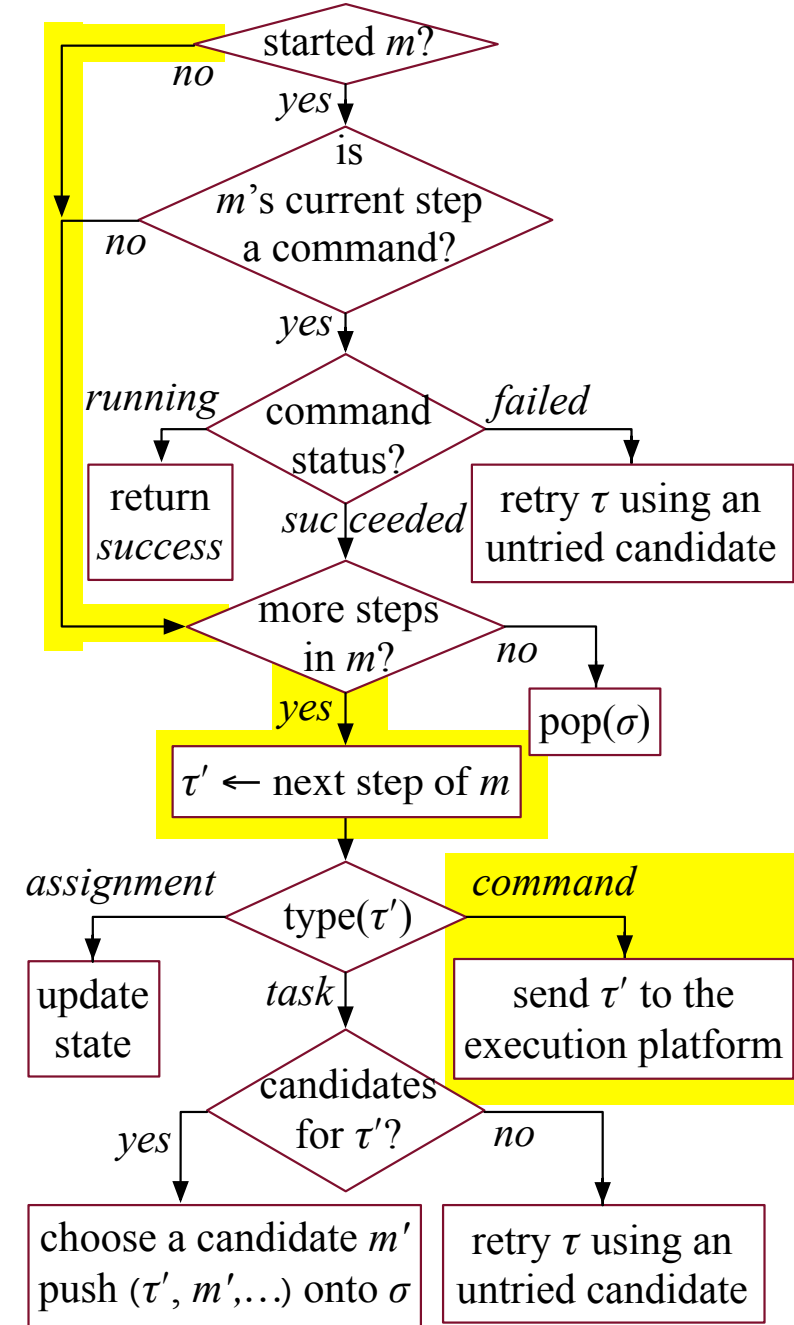 started m?
no
yes
is
m's current step
a command?
no
yes
running
command
status?
failed
return
success
succeeded
retry τ using an
untried candidate
more steps
in m?
no
yes
pop(σ)
τ′ ← next step of m
assignment
type(τ′)
command
update
state
task
send τ′ to the
execution platform
candidates
for τ′?
yes
no
choose a candidate m′
push (τ′, m′,…) onto σ
retry τ using an
untried candidate